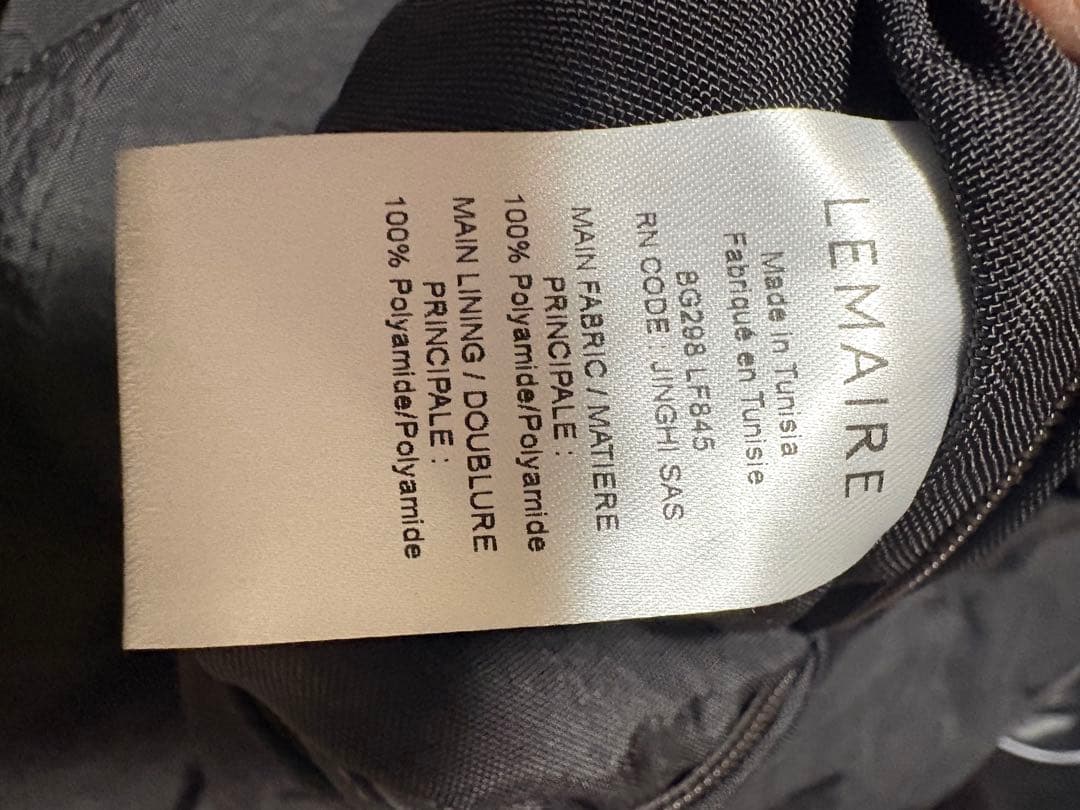 LEMAIRE
Made in Tunisia
Fabriqué en Tunisie
BG298 LF845
RN CODE : JINGHI SAS
MAIN FABRIC / MATIERE
PRINCIPALE :
100% Polyamide/Polyamide
MAIN LINING / DOUBLURE
PRINCIPALE :
100% Polyamide/Polyamide